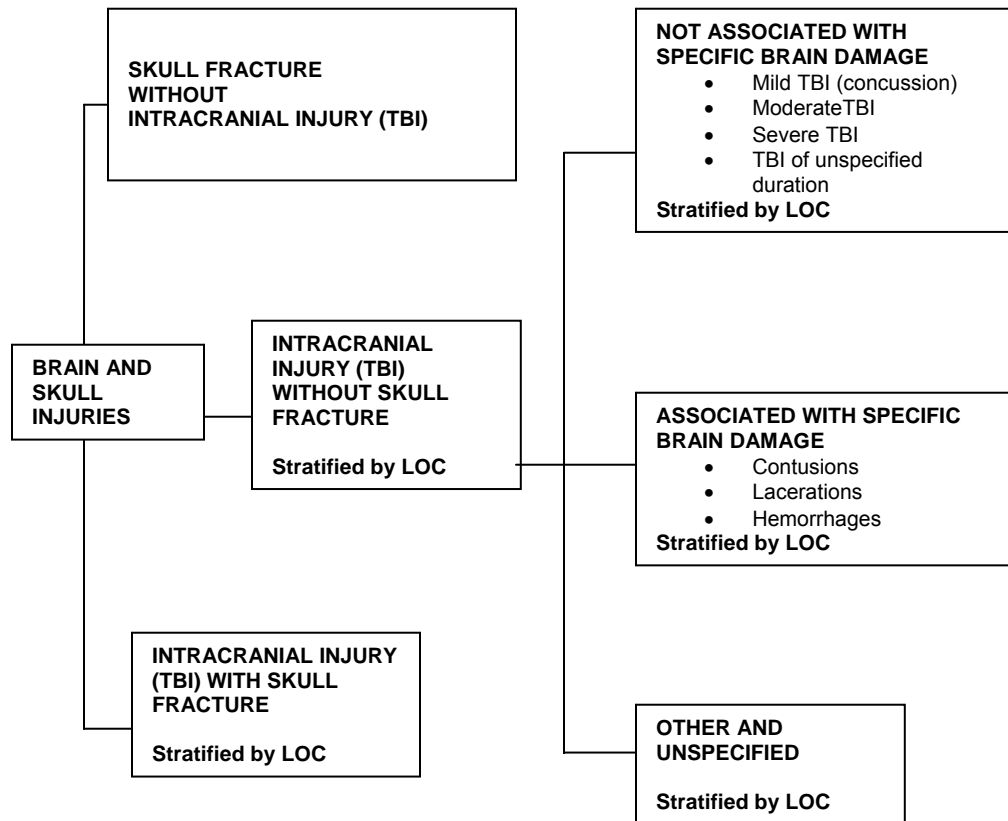 SKULL FRACTURE
WITHOUT
INTRACRANIAL INJURY (TBI)
BRAIN AND
SKULL
INJURIES
INTRACRANIAL
INJURY (TBI)
WITHOUT SKULL
FRACTURE
Stratified by LOC
INTRACRANIAL INJURY
(TBI) WITH SKULL
FRACTURE
Stratified by LOC
NOT ASSOCIATED WITH
SPECIFIC BRAIN DAMAGE
• Mild TBI (concussion)
• ModerateTBI
• Severe TBI
• TBI of unspecified
duration
Stratified by LOC
ASSOCIATED WITH SPECIFIC
BRAIN DAMAGE
• Contusions
• Lacerations
• Hemorrhages
Stratified by LOC
OTHER AND
UNSPECIFIED
Stratified by LOC